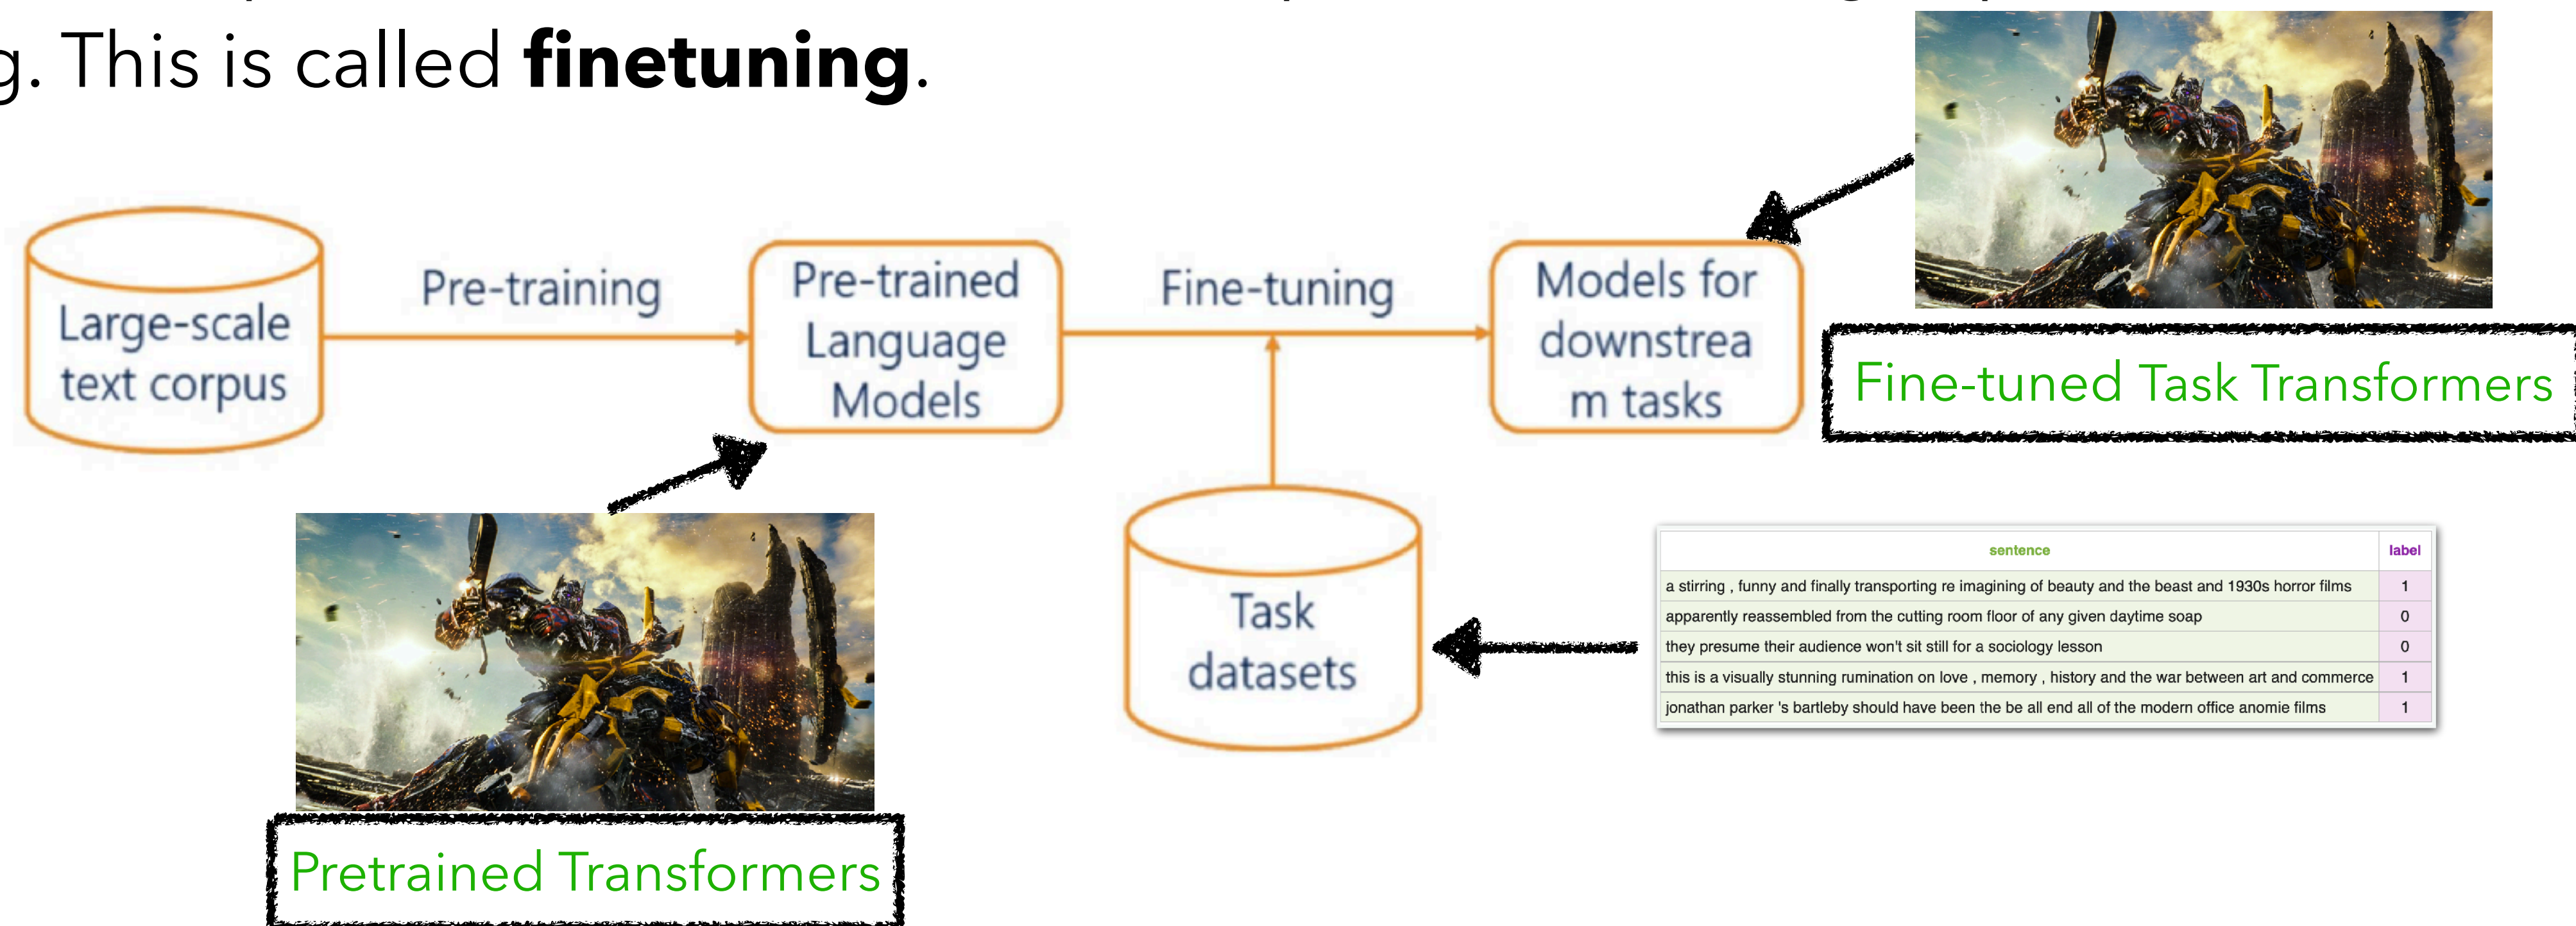 g. This is called finetuning.
Large-scale
text corpus
Pre-training
Pre-trained
Language
Models
Fine-tuning
Models for
downstrea
m tasks
Fine-tuned Task Transformers
Pretrained Transformers
Task
datasets
sentence label
a stirring , funny and finally transporting re imagining of beauty and the beast and 1930s horror films 1
apparently reassembled from the cutting room floor of any given daytime soap 0
they presume their audience won't sit still for a sociology lesson 0
this is a visually stunning rumination on love , memory , history and the war between art and commerce 1
jonathan parker 's bartleby should have been the be all end all of the modern office anomie films 1